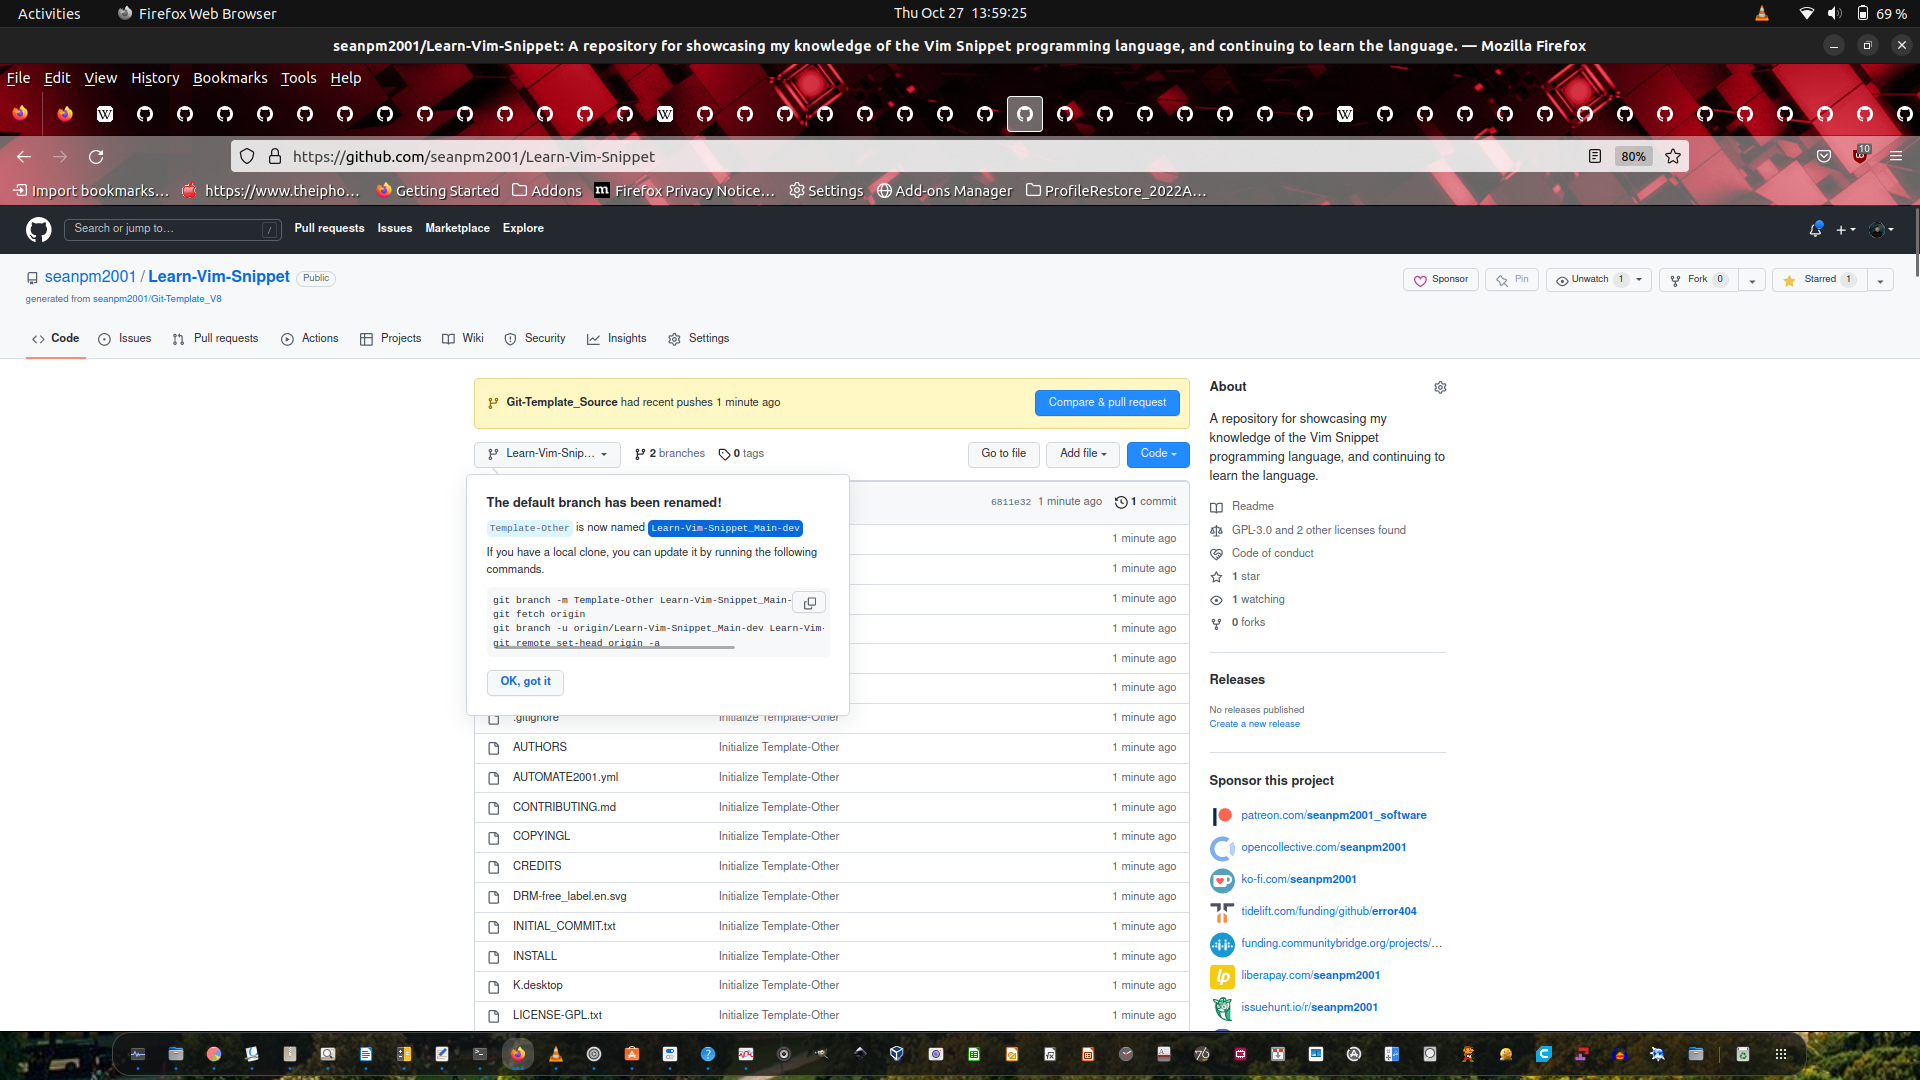 Activities
Firefox Web Browser
Thu Oct 27  13:59:25
69 %
seanpm2001/Learn-Vim-Snippet: A repository for showcasing my knowledge of the Vim Snippet programming language, and continuing to learn the language. — Mozilla Firefox
File Edit View History Bookmarks Tools Help
https://github.com/seanpm2001/Learn-Vim-Snippet
80%
10
Import bookmarks…
https://www.theipho…
Getting Started
Addons
Firefox Privacy Notice…
Settings
Add-ons Manager
ProfileRestore_2022A…
Search or jump to…
/
Pull requests
Issues
Marketplace
Explore
seanpm2001 / Learn-Vim-Snippet
Public
generated from seanpm2001/Git-Template_V8
Sponsor
Pin
Unwatch 1
Fork 0
Starred 1
Code
Issues
Pull requests
Actions
Projects
Wiki
Security
Insights
Settings
Git-Template_Source had recent pushes 1 minute ago
Compare & pull request
Learn-Vim-Snip…
2 branches
0 tags
Go to file
Add file
Code
The default branch has been renamed!
Template-Other is now named Learn-Vim-Snippet_Main-dev
If you have a local clone, you can update it by running the following
commands.
git branch -m Template-Other Learn-Vim-Snippet_Main-
git fetch origin
git branch -u origin/Learn-Vim-Snippet_Main-dev Learn-Vim-
git remote set-head origin -a
OK, got it
6811e32 1 minute ago
1 commit
1 minute ago
1 minute ago
1 minute ago
1 minute ago
1 minute ago
1 minute ago
.gitignore Initialize Template-Other 1 minute ago
AUTHORS Initialize Template-Other 1 minute ago
AUTOMATE2001.yml Initialize Template-Other 1 minute ago
CONTRIBUTING.md Initialize Template-Other 1 minute ago
COPYINGL Initialize Template-Other 1 minute ago
CREDITS Initialize Template-Other 1 minute ago
DRM-free_label.en.svg Initialize Template-Other 1 minute ago
INITIAL_COMMIT.txt Initialize Template-Other 1 minute ago
INSTALL Initialize Template-Other 1 minute ago
K.desktop Initialize Template-Other 1 minute ago
LICENSE-GPL.txt Initialize Template-Other 1 minute ago
About
A repository for showcasing my
knowledge of the Vim Snippet
programming language, and continuing to
learn the language.
Readme
GPL-3.0 and 2 other licenses found
Code of conduct
1 star
1 watching
0 forks
Releases
No releases published
Create a new release
Sponsor this project
patreon.com/seanpm2001_software
opencollective.com/seanpm2001
ko-fi.com/seanpm2001
tidelift.com/funding/github/error404
funding.communitybridge.org/projects/…
liberapay.com/seanpm2001
issuehunt.io/r/seanpm2001